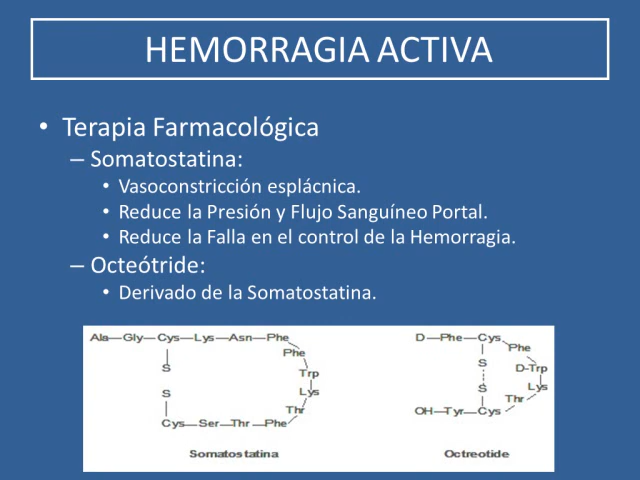 HEMORRAGIA ACTIVA
• Terapia Farmacológica
– Somatostatina:
• Vasoconstricción esplácnica.
• Reduce la Presión y Flujo Sanguíneo Portal.
• Reduce la Falla en el control de la Hemorragia.
– Octeótride:
• Derivado de la Somatostatina.
Ala—Gly—Cys—Lys—Asn—Phe
Phe
S
Trp
S
Lys
Thr
Cys—Ser—Thr—Phe
Somatostatina
D—Phe—Cys
Phe
S
D-Trp
S
Lys
Thr
OH—Tyr—Cys
Octreotide